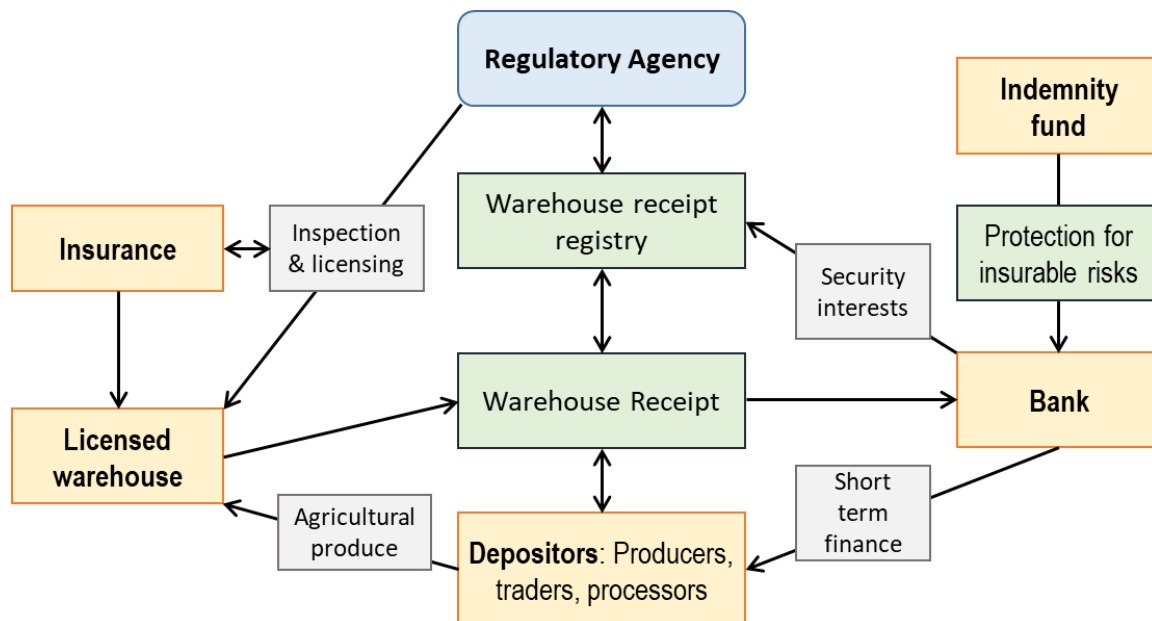 Regulatory Agency
Indemnity
fund
Warehouse receipt
registry
Insurance
Inspection
& licensing
Protection for
insurable risks
Security
interests
Warehouse Receipt
Bank
Licensed
warehouse
Agricultural
produce
Short
term
finance
Depositors: Producers,
traders, processors